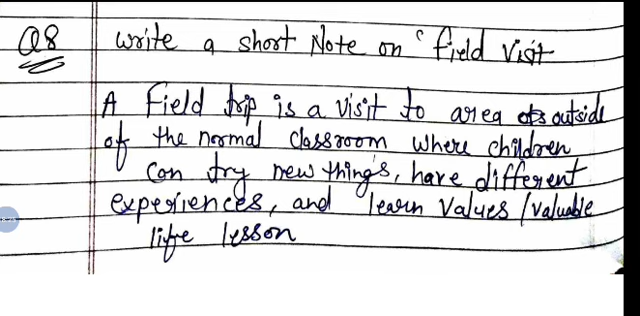 Q8 write a short Note on 'field Visit
A field trip is a visit to area outside
of the normal classroom where children
can try new things, have different
experiences, and learn values / valuable
life lesson